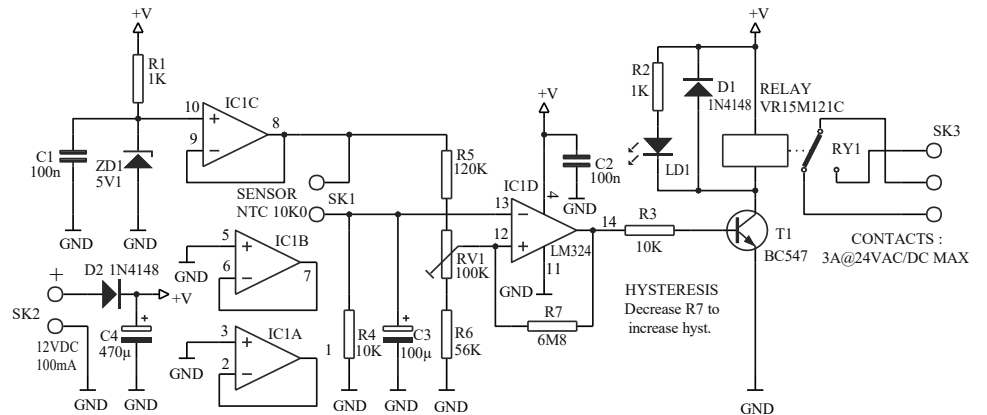 +V
R1
1K
10
+
IC1C
8
9
−
C1
100n
ZD1
5V1
GND
GND
SENSOR
NTC 10K0
SK1
R5
120K
RV1
100K
+V
C2
100n
GND
IC1D
4
13
−
12
+
LM324
11
GND
14
R3
10K
R7
6M8
+V
R2
1K
D1
1N4148
LD1
RELAY
VR15M121C
RY1
SK3
T1
BC547
CONTACTS :
3A@24VAC/DC MAX
HYSTERESIS
Decrease R7 to
increase hyst.
5
+
IC1B
6
−
7
GND
+
D2 1N4148
+V
SK2
12VDC
100mA
C4
470µ
+
GND
GND
3
+
IC1A
2
−
1
GND
R4
10K
+
C3
100µ
R6
56K
GND
GND
GND
GND